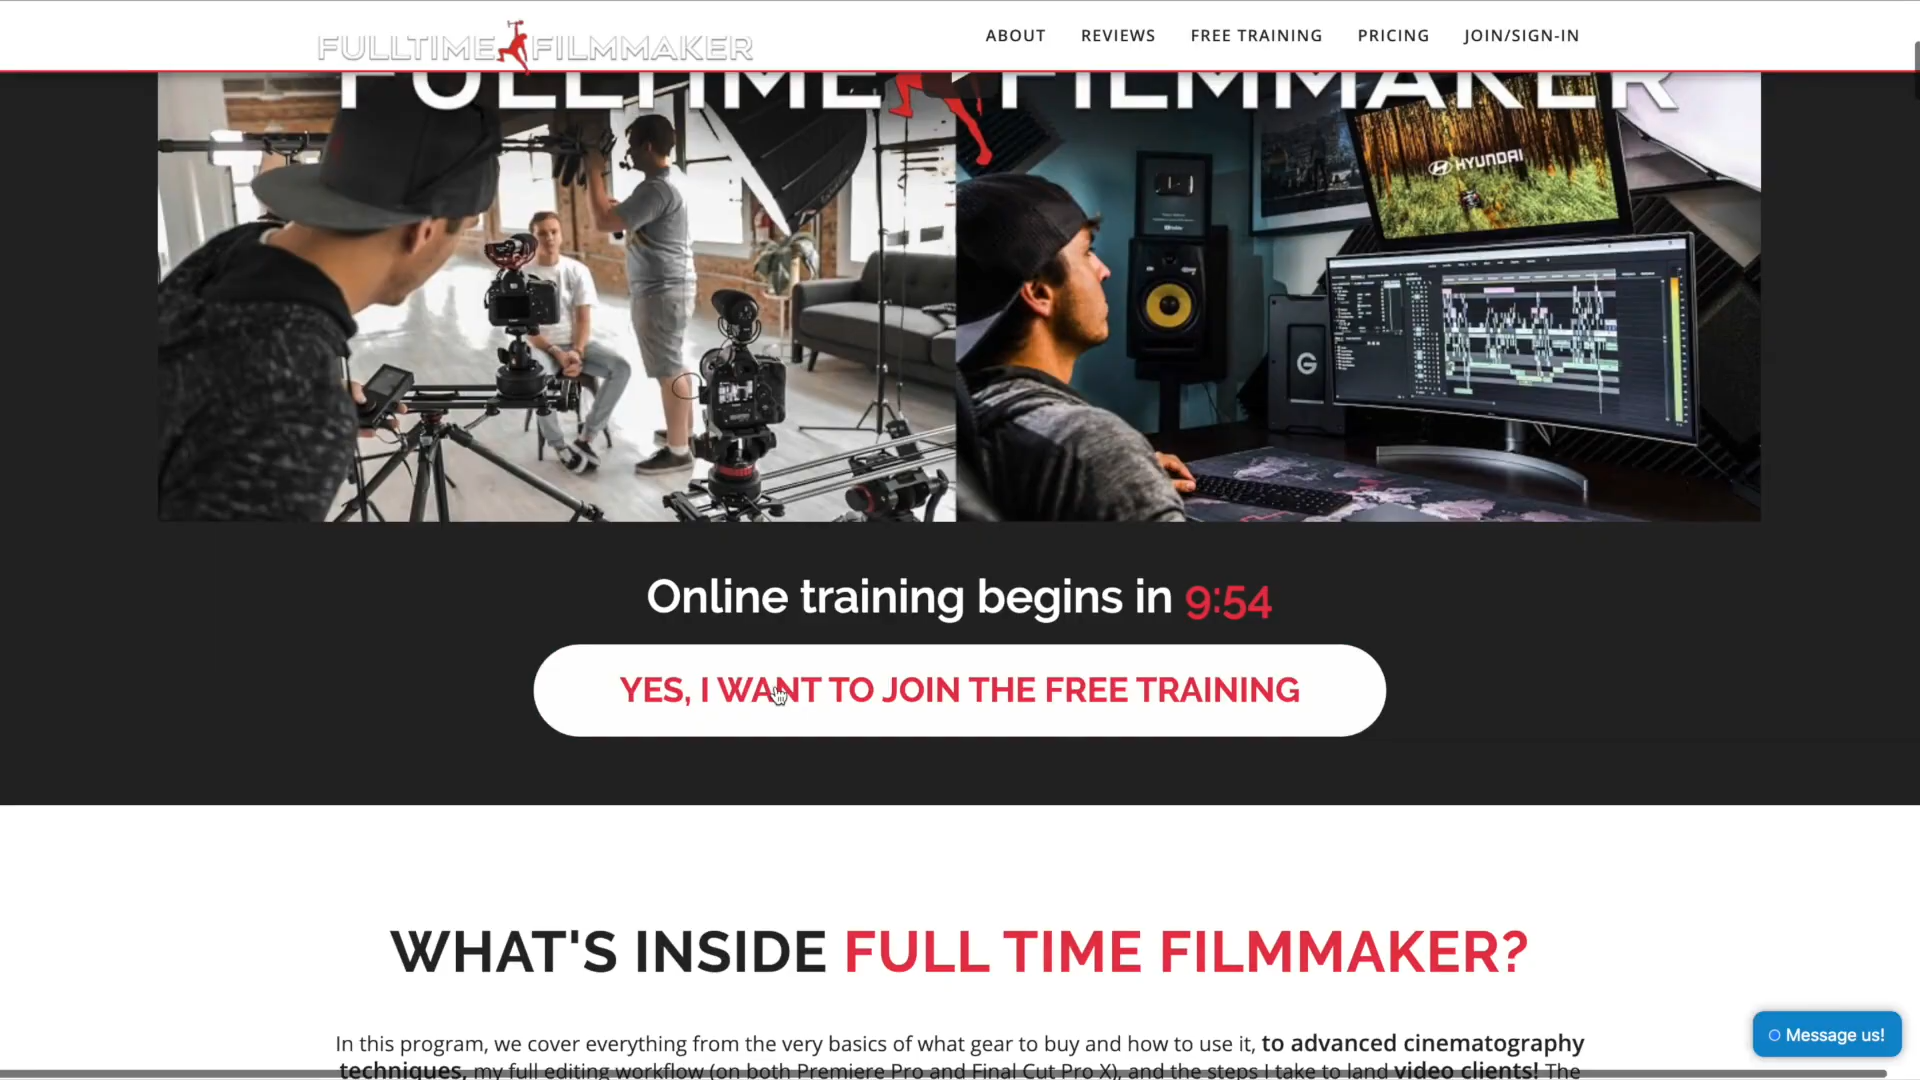 FULLTIME FILMMAKER
ABOUT REVIEWS FREE TRAINING PRICING JOIN/SIGN-IN
FULLTIME FILMMAKER
HYUNDAI
G
Online training begins in 9:54
YES, I WANT TO JOIN THE FREE TRAINING
WHAT'S INSIDE FULL TIME FILMMAKER?
In this program, we cover everything from the very basics of what gear to buy and how to use it, to advanced cinematography
techniques, my full editing workflow (on both Premiere Pro and Final Cut Pro X), and the steps I take to land video clients! The
Message us!